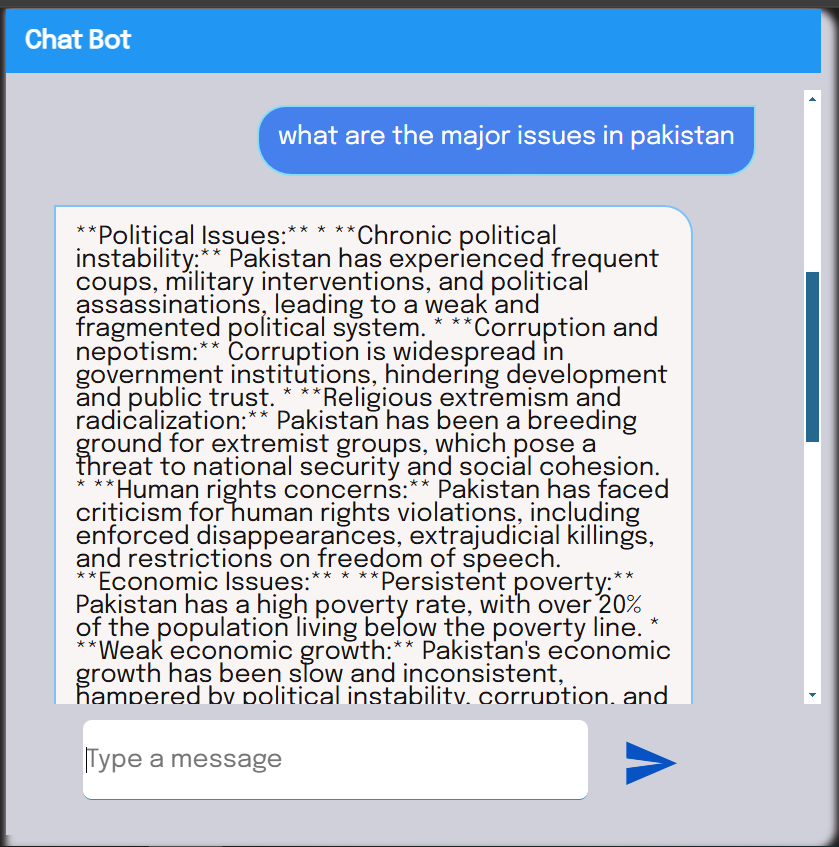 Chat Bot
what are the major issues in pakistan
**Political Issues:** * **Chronic political
instability:** Pakistan has experienced frequent
coups, military interventions, and political
assassinations, leading to a weak and
fragmented political system. * **Corruption and
nepotism:** Corruption is widespread in
government institutions, hindering development
and public trust. * **Religious extremism and
radicalization:** Pakistan has been a breeding
ground for extremist groups, which pose a
threat to national security and social cohesion.
* **Human rights concerns:** Pakistan has faced
criticism for human rights violations, including
enforced disappearances, extrajudicial killings,
and restrictions on freedom of speech.
**Economic Issues:** * **Persistent poverty:**
Pakistan has a high poverty rate, with over 20%
of the population living below the poverty line. *
**Weak economic growth:** Pakistan's economic
growth has been slow and inconsistent,
hampered by political instability, corruption, and
Type a message